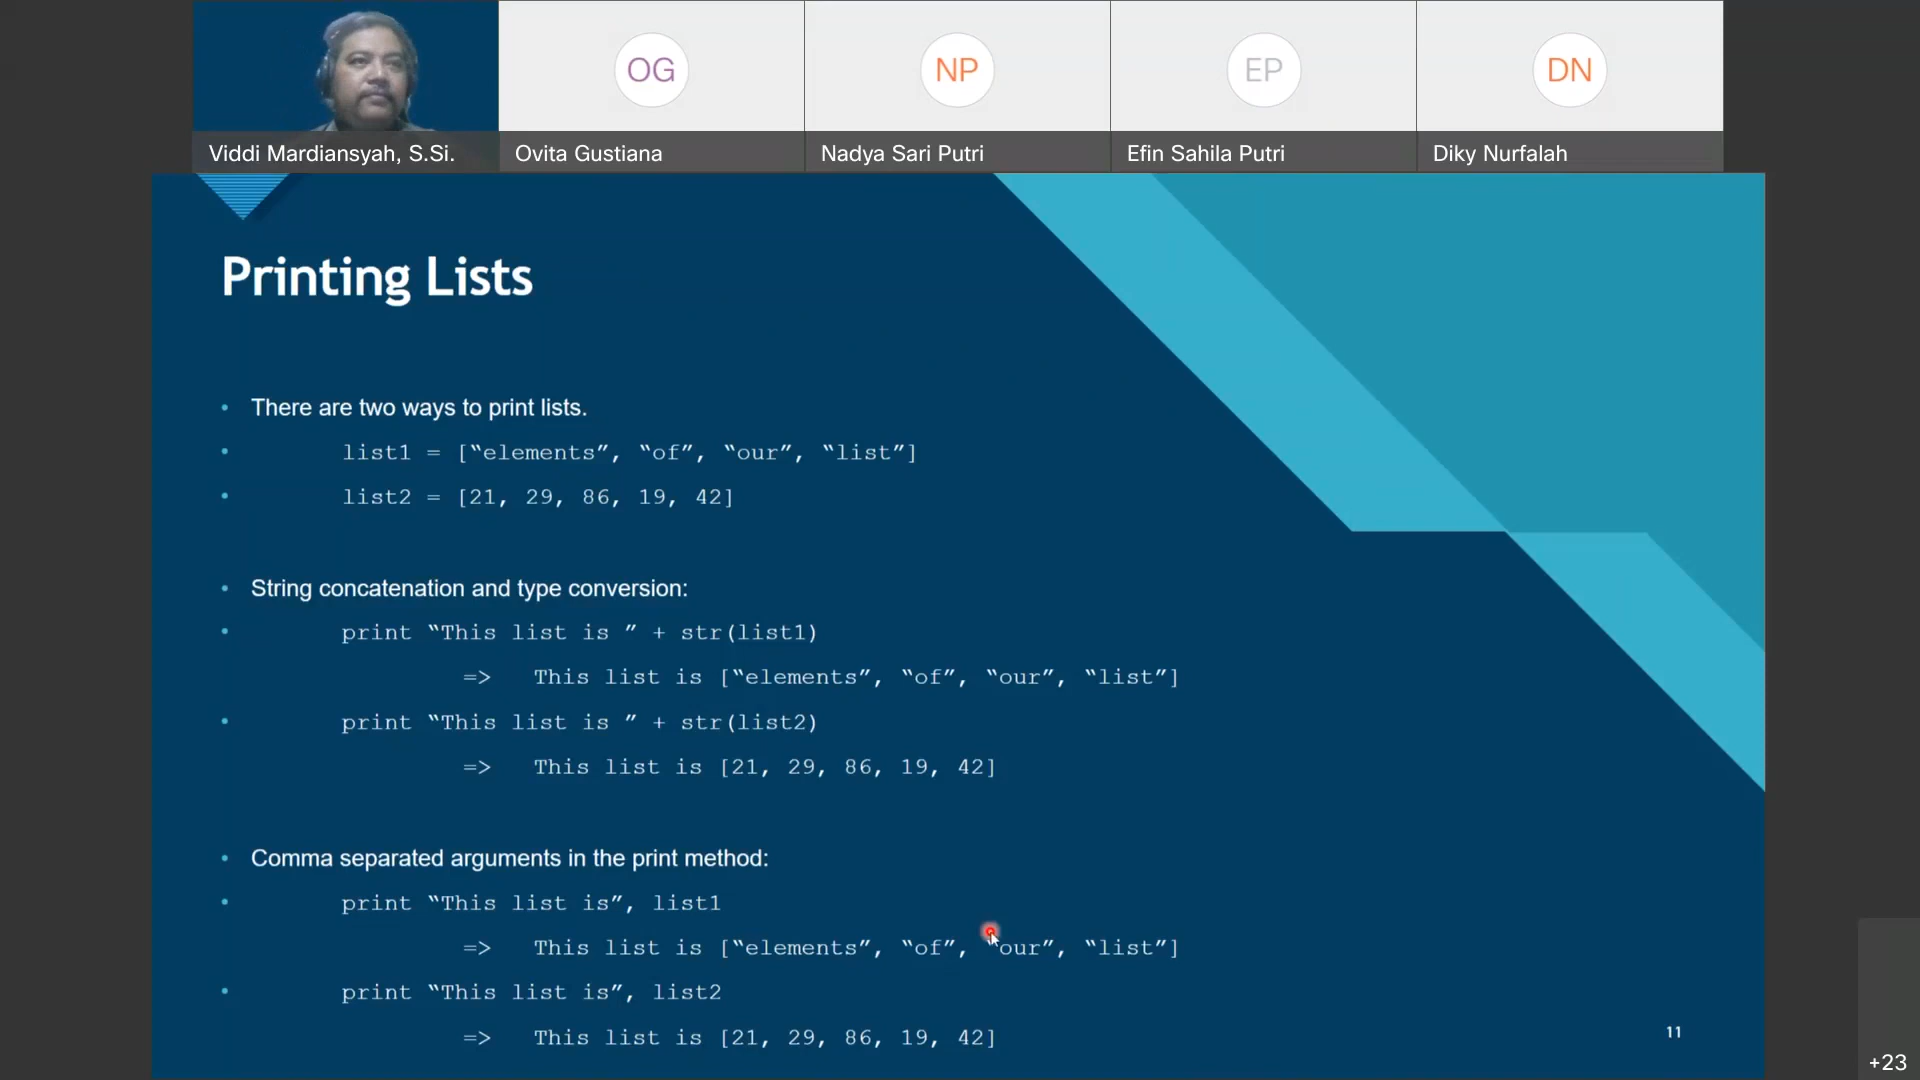 OG
NP
EP
DN
Viddi Mardiansyah, S.Si.
Ovita Gustiana
Nadya Sari Putri
Efin Sahila Putri
Diky Nurfalah
Printing Lists
• There are two ways to print lists.
• list1 = [“elements”, “of”, “our”, “list”]
• list2 = [21, 29, 86, 19, 42]
• String concatenation and type conversion:
• print “This list is ” + str(list1)
=> This list is [“elements”, “of”, “our”, “list”]
• print “This list is ” + str(list2)
=> This list is [21, 29, 86, 19, 42]
• Comma separated arguments in the print method:
• print “This list is”, list1
=> This list is [“elements”, “of”, “our”, “list”]
• print “This list is”, list2
=> This list is [21, 29, 86, 19, 42]
11
+23